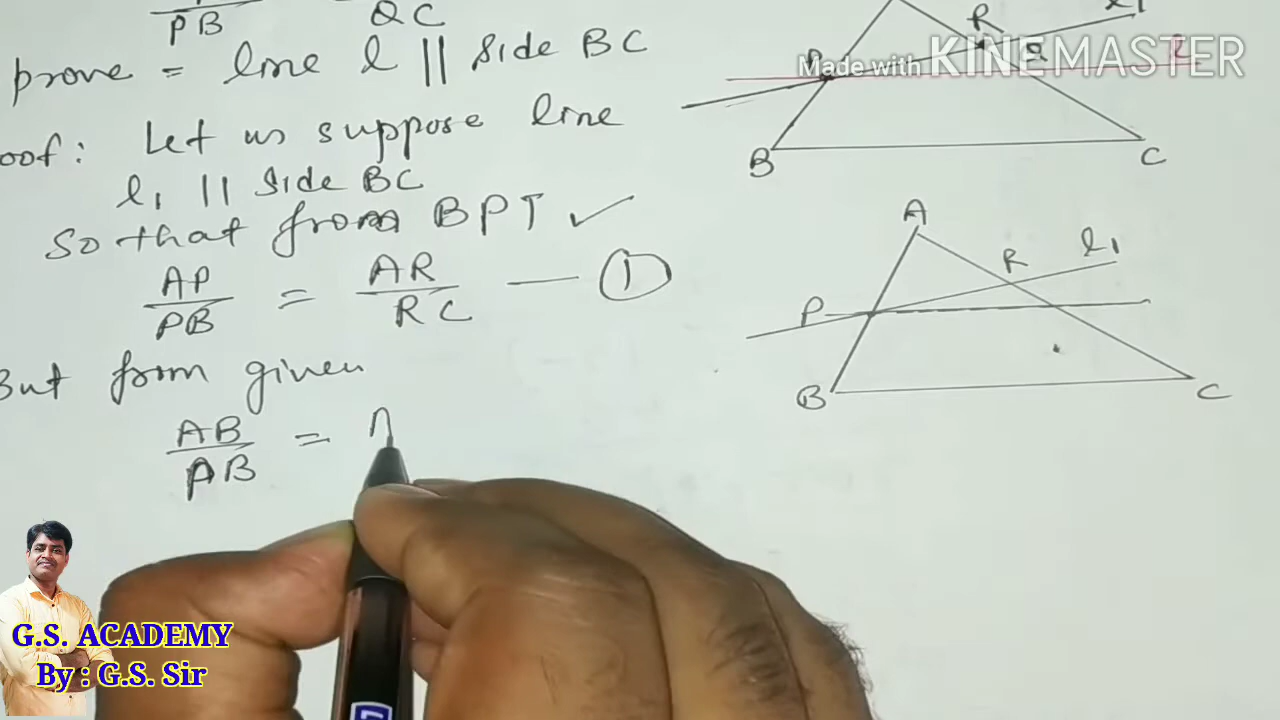 PB QC
prove = line l || side BC
oof : Let us suppose line
l₁ || side BC
So that from BPT ✓
AP/PB = AR/RC — ①
But from given
AB/AB =
R l₁
P Q l
B C
A
R l₁
P
B C
Made with KINEMASTER
G.S. ACADEMY
By : G.S. Sir